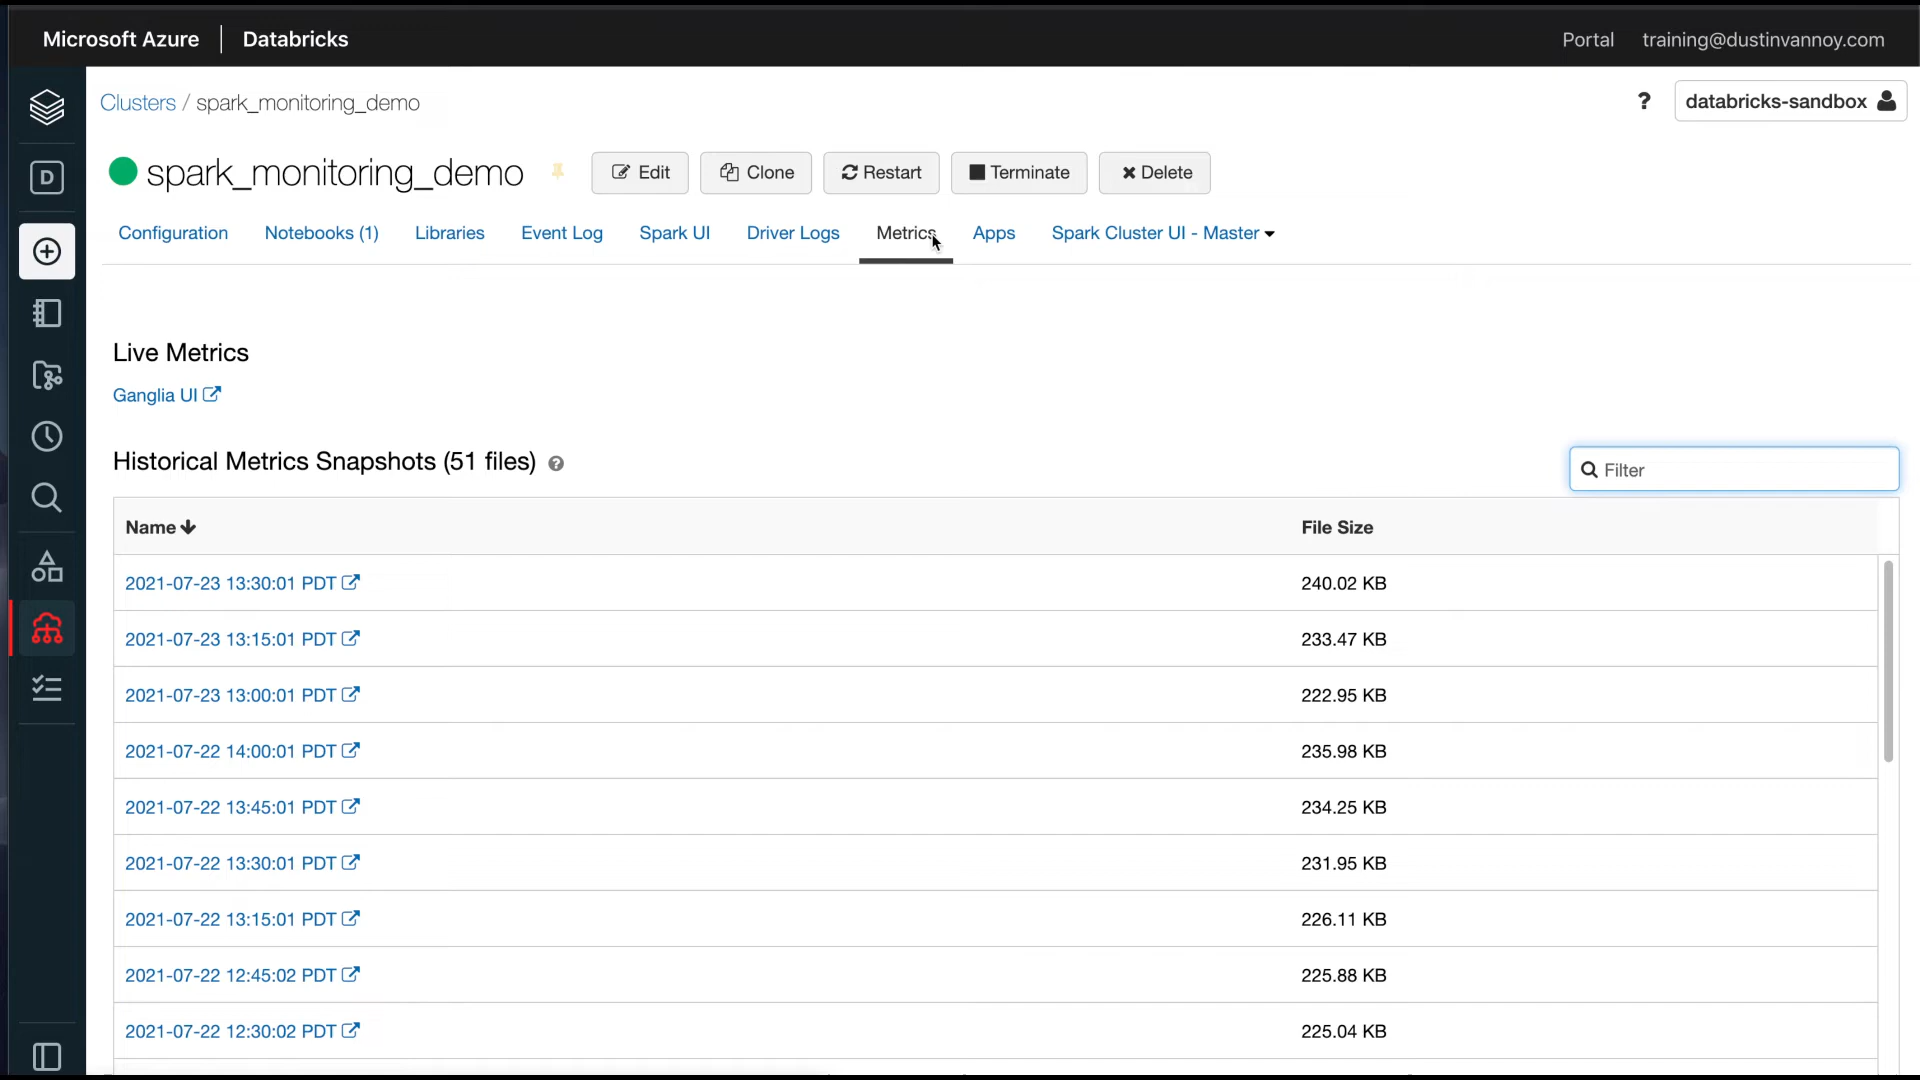 Microsoft Azure | Databricks Portal training@dustinvannoy.com
Clusters / spark_monitoring_demo ? databricks-sandbox
D
spark_monitoring_demo Edit Clone Restart Terminate Delete
Configuration Notebooks (1) Libraries Event Log Spark UI Driver Logs Metrics Apps Spark Cluster UI - Master
Live Metrics
Ganglia UI
Historical Metrics Snapshots (51 files) ? Filter
Name File Size
2021-07-23 13:30:01 PDT 240.02 KB
2021-07-23 13:15:01 PDT 233.47 KB
2021-07-23 13:00:01 PDT 222.95 KB
2021-07-22 14:00:01 PDT 235.98 KB
2021-07-22 13:45:01 PDT 234.25 KB
2021-07-22 13:30:01 PDT 231.95 KB
2021-07-22 13:15:01 PDT 226.11 KB
2021-07-22 12:45:02 PDT 225.88 KB
2021-07-22 12:30:02 PDT 225.04 KB